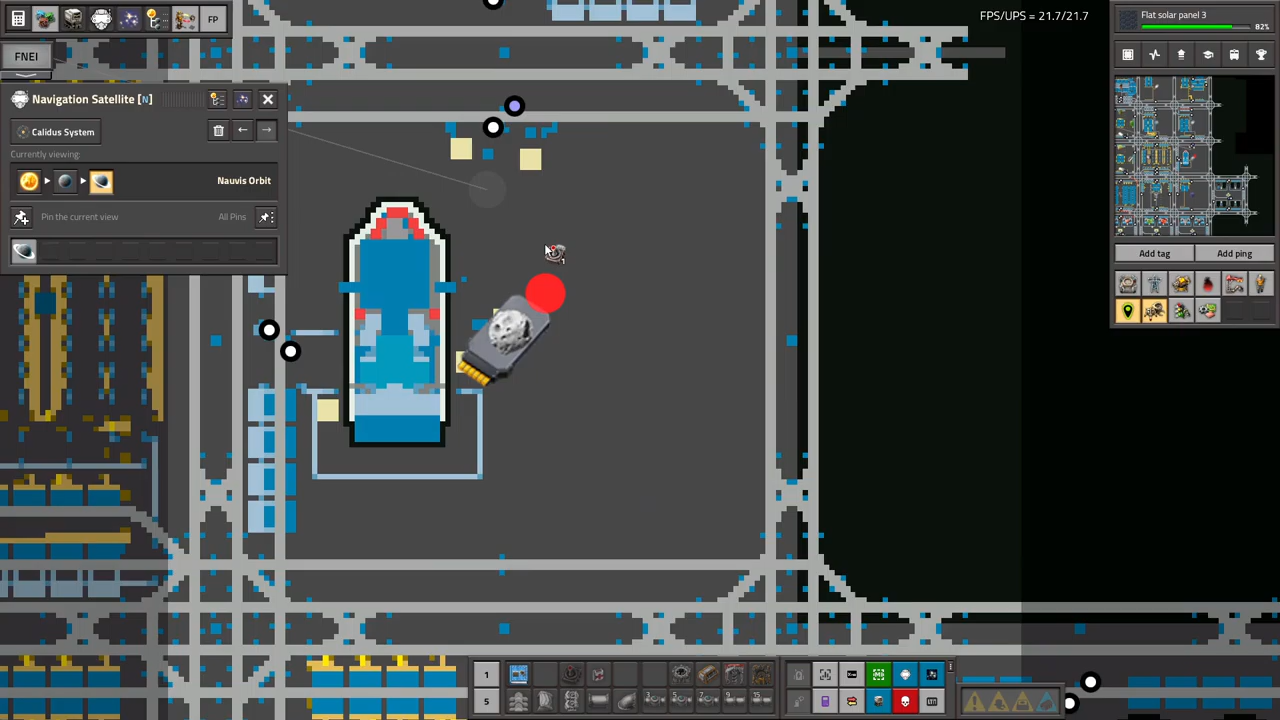 FP
FPS/UPS = 21.7/21.7
Flat solar panel 3
82%
FNEI
Navigation Satellite [N]
Calidus System
Currently viewing:
Nauvis Orbit
Pin the current view
All Pins
Add tag
Add ping
1
5